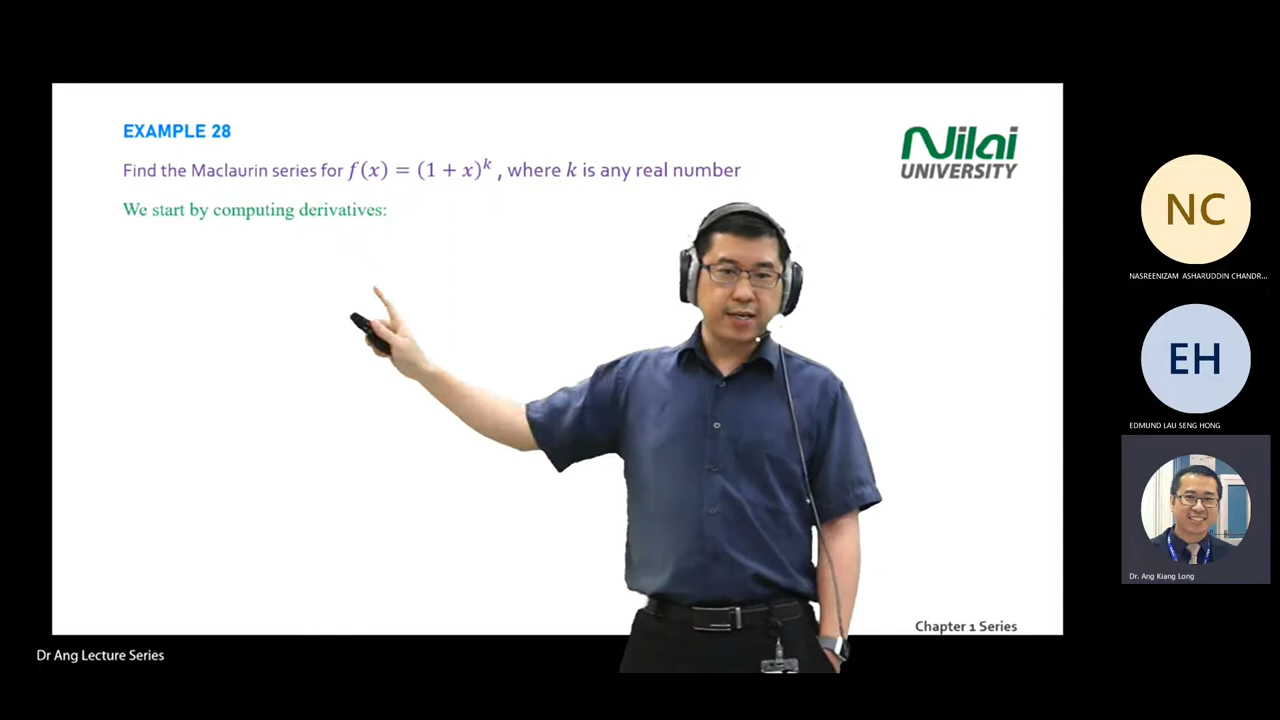 EXAMPLE 28
Find the Maclaurin series for f(x) = (1 + x)^k , where k is any real number
We start by computing derivatives:
Nilai
UNIVERSITY
Chapter 1 Series
Dr Ang Lecture Series
NC
NASREENIZAM ASHARUDDIN CHANDR...
EH
EDMUND LAU SENG HONG
Dr. Ang Kiang Long